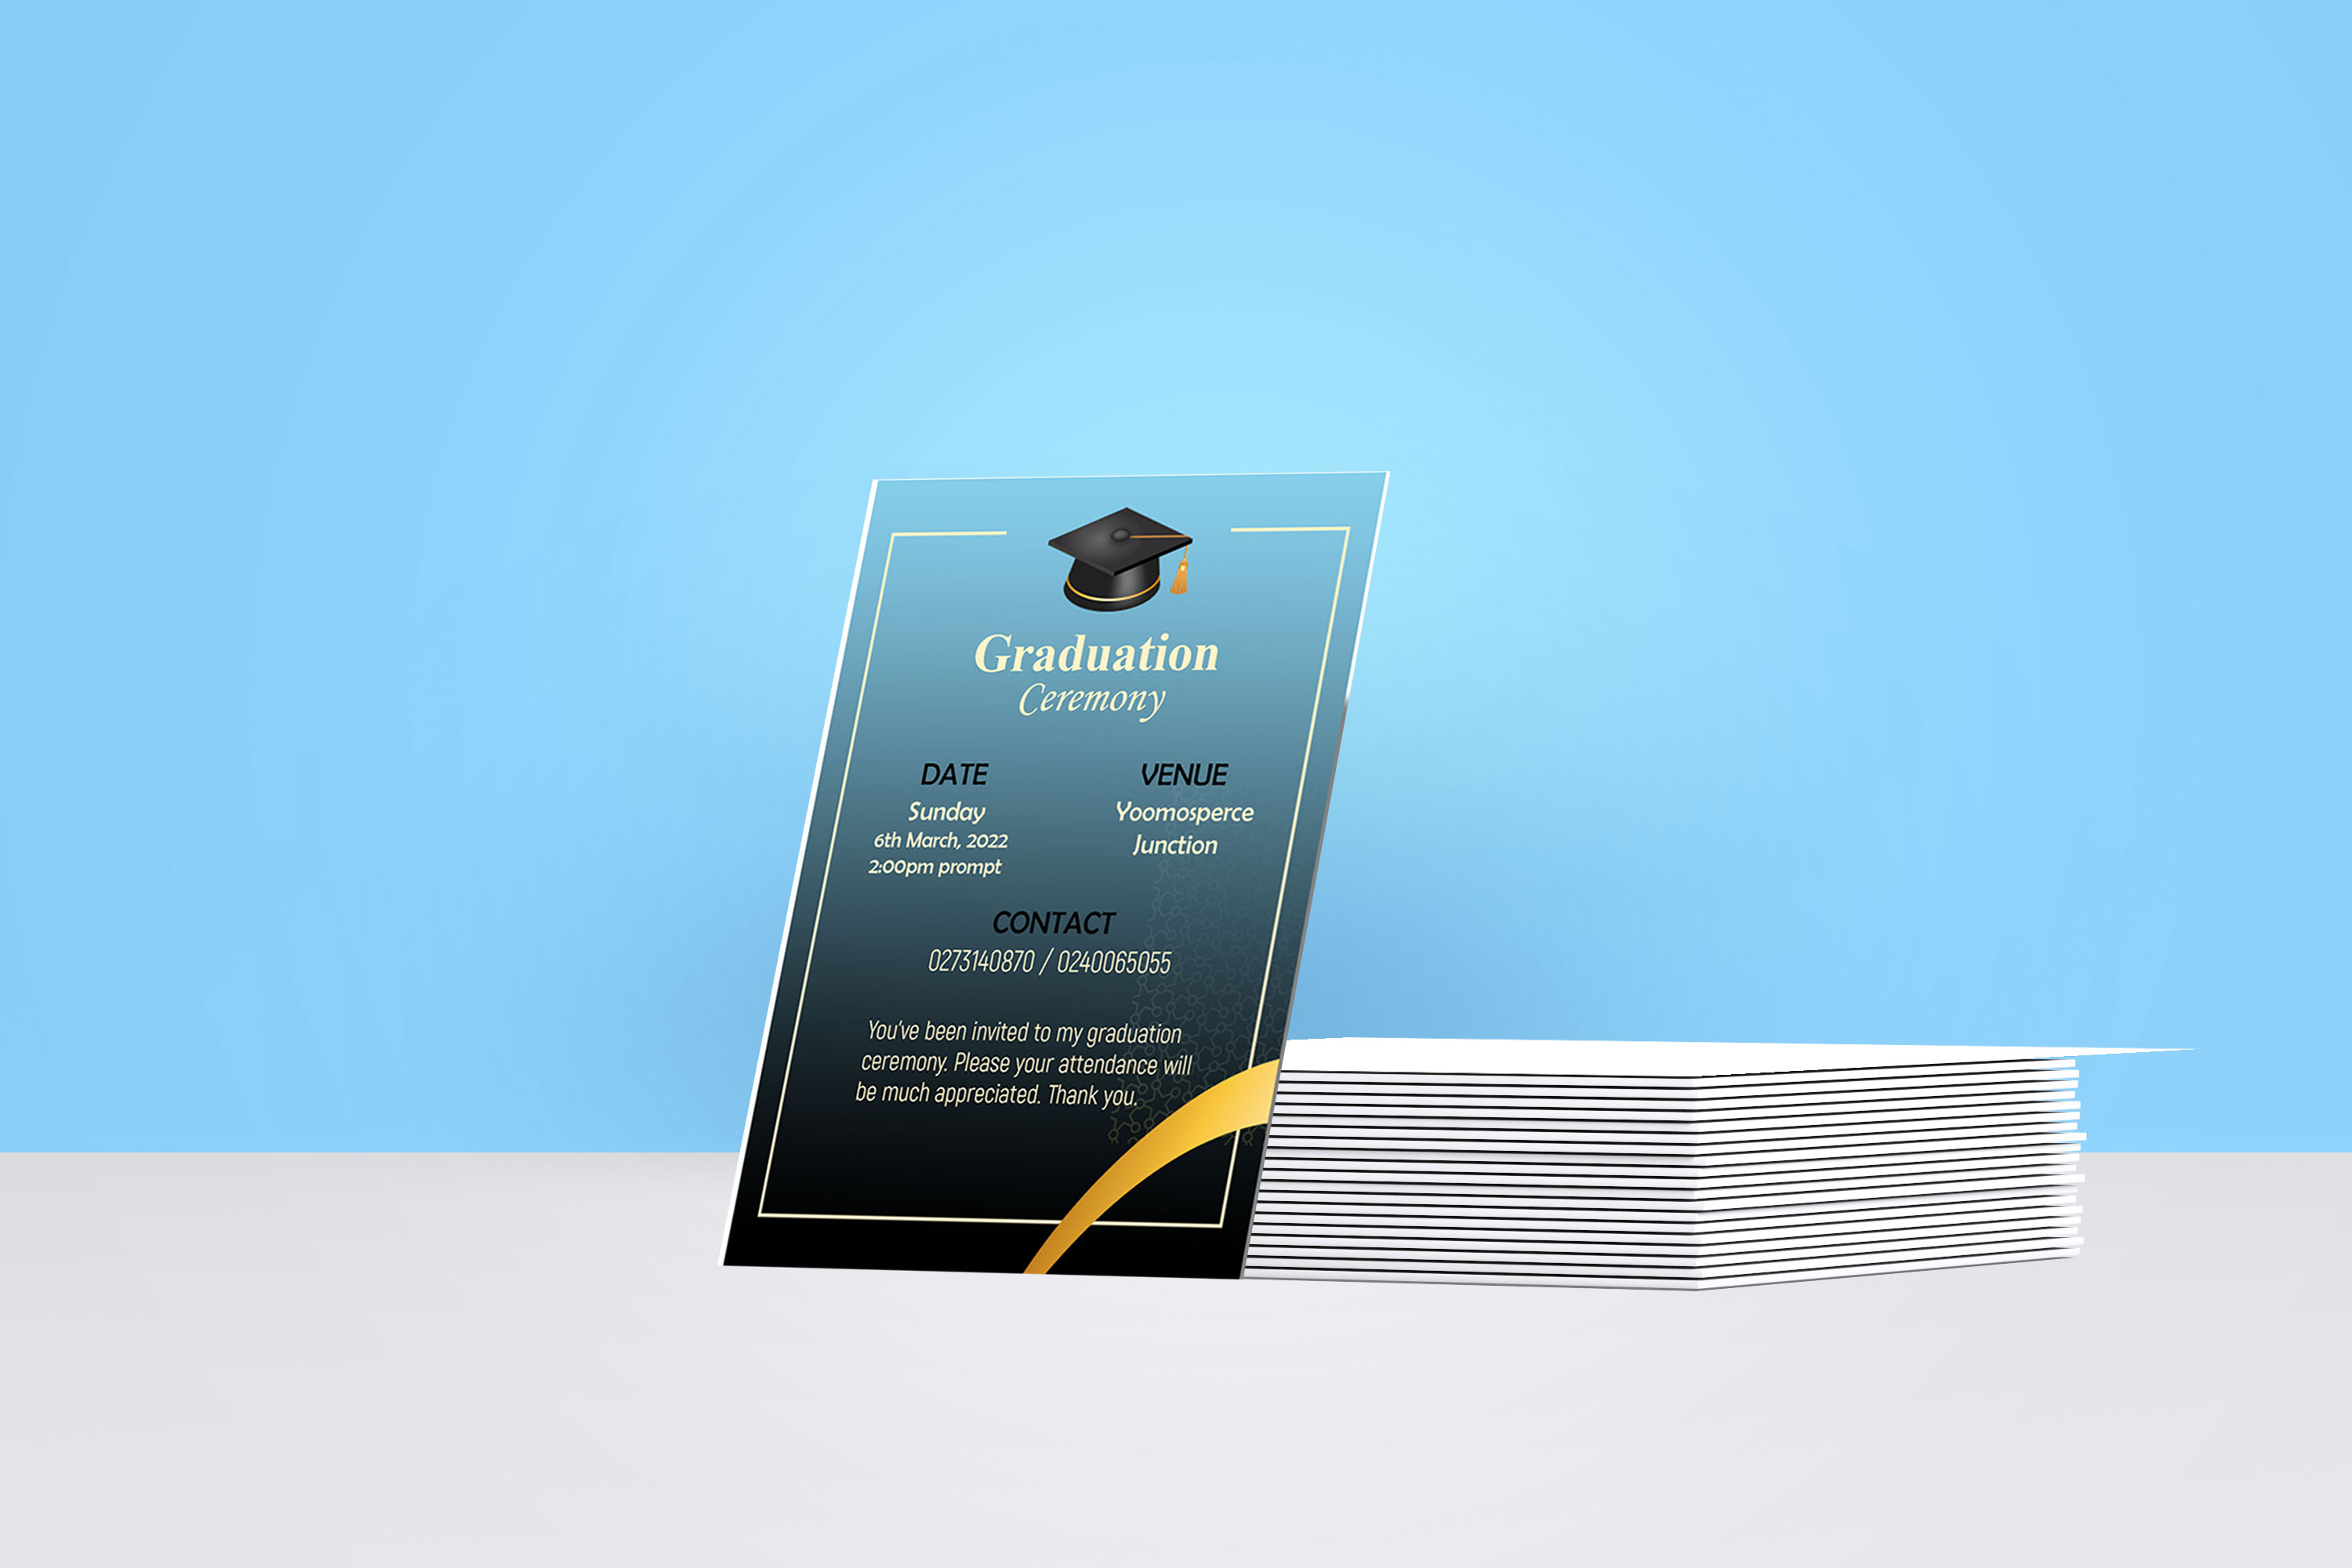 Graduation
Ceremony
DATE
Sunday
6th March, 2022
2:00pm prompt
VENUE
Yoomosperce
Junction
CONTACT
0273140870 / 0240065055
You've been invited to my graduation
ceremony. Please your attendance will
be much appreciated. Thank you.